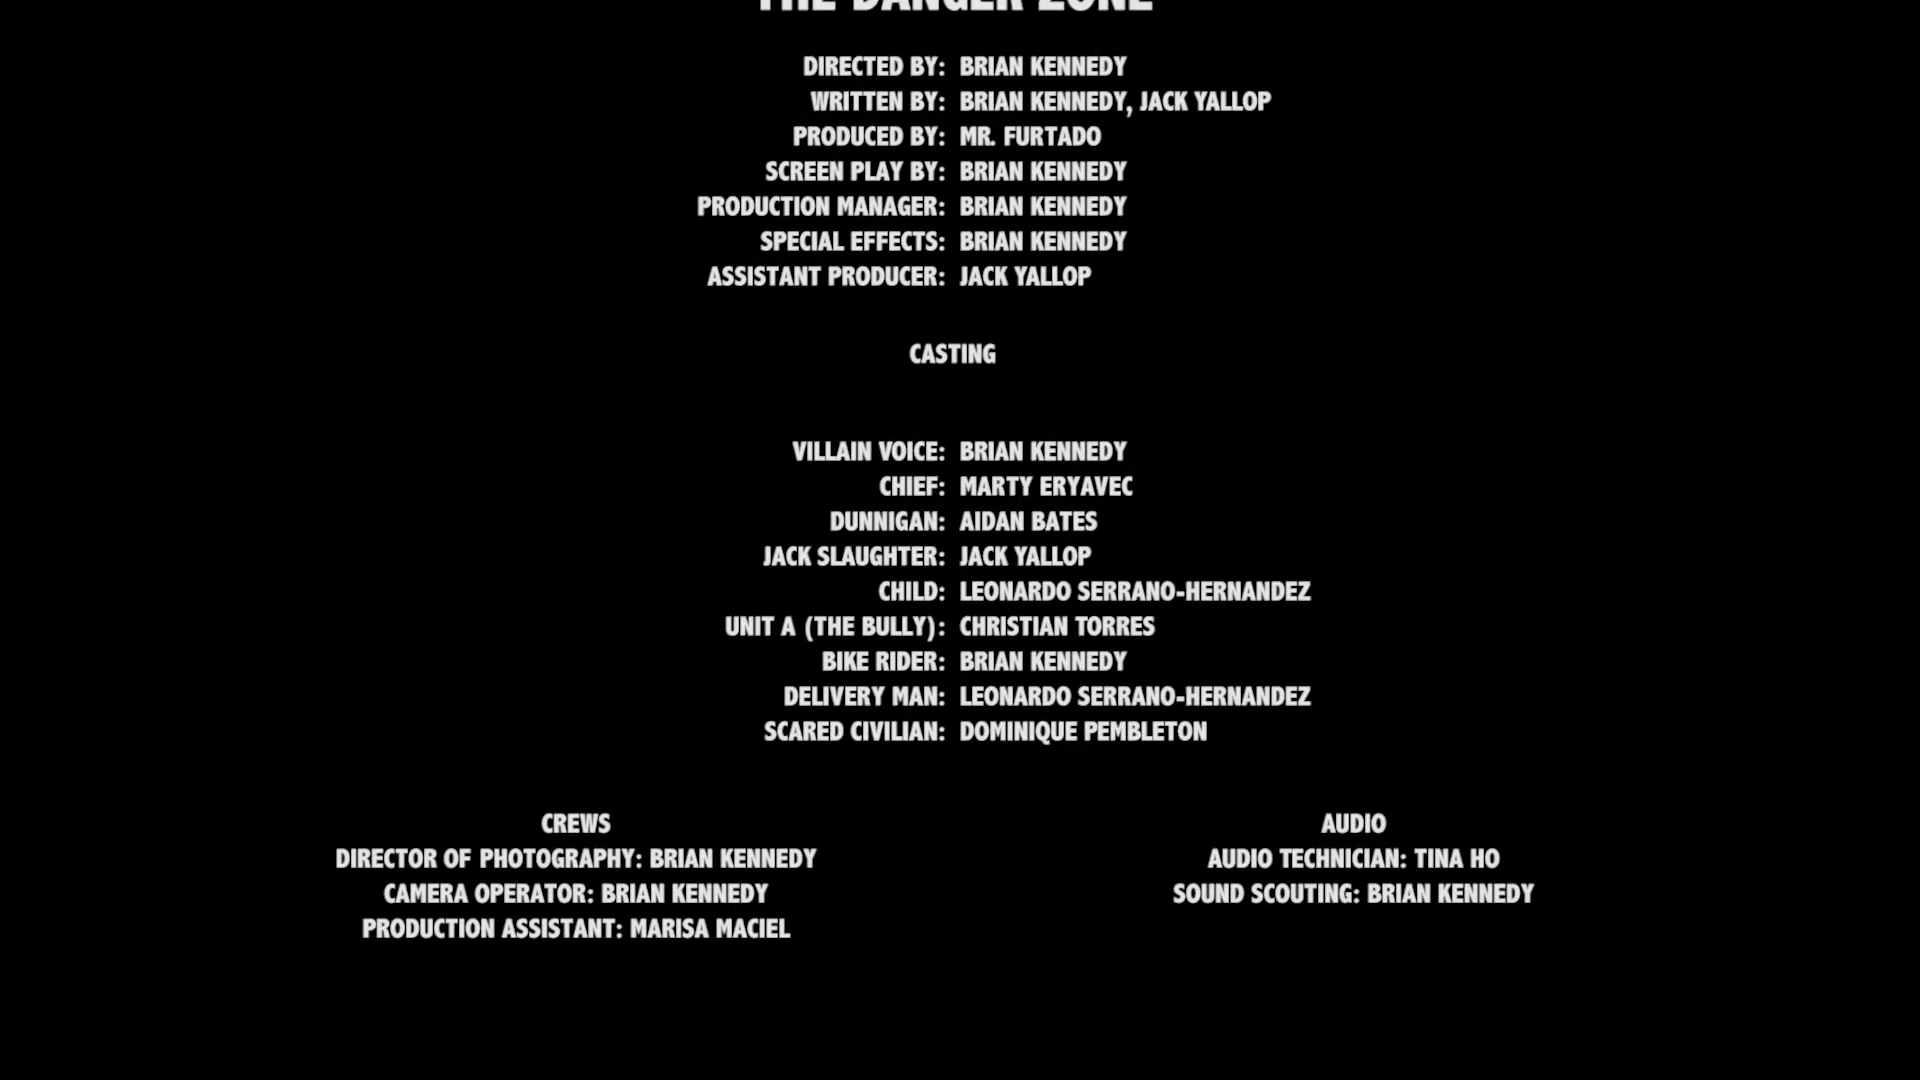 THE DANGER ZONE
DIRECTED BY: BRIAN KENNEDY
WRITTEN BY: BRIAN KENNEDY, JACK YALLOP
PRODUCED BY: MR. FURTADO
SCREEN PLAY BY: BRIAN KENNEDY
PRODUCTION MANAGER: BRIAN KENNEDY
SPECIAL EFFECTS: BRIAN KENNEDY
ASSISTANT PRODUCER: JACK YALLOP
CASTING
VILLAIN VOICE: BRIAN KENNEDY
CHIEF: MARTY ERYAVEC
DUNNIGAN: AIDAN BATES
JACK SLAUGHTER: JACK YALLOP
CHILD: LEONARDO SERRANO-HERNANDEZ
UNIT A (THE BULLY): CHRISTIAN TORRES
BIKE RIDER: BRIAN KENNEDY
DELIVERY MAN: LEONARDO SERRANO-HERNANDEZ
SCARED CIVILIAN: DOMINIQUE PEMBLETON
CREWS
DIRECTOR OF PHOTOGRAPHY: BRIAN KENNEDY
CAMERA OPERATOR: BRIAN KENNEDY
PRODUCTION ASSISTANT: MARISA MACIEL
AUDIO
AUDIO TECHNICIAN: TINA HO
SOUND SCOUTING: BRIAN KENNEDY